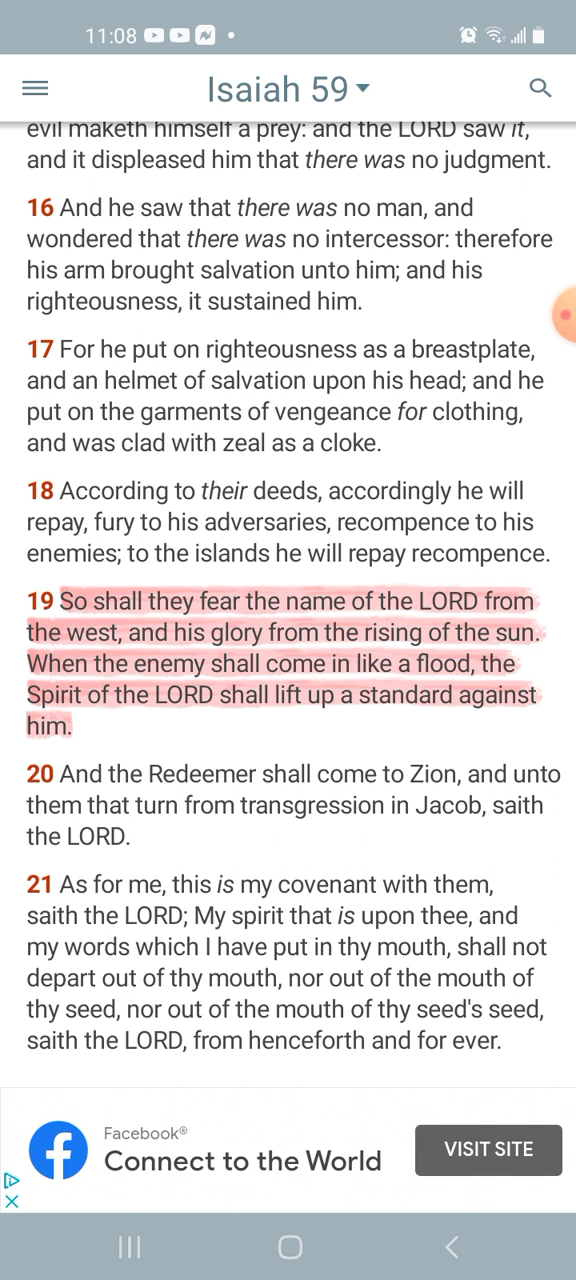 11:08
Isaiah 59
evil maketh himself a prey: and the LORD saw it,
and it displeased him that there was no judgment.
16 And he saw that there was no man, and
wondered that there was no intercessor: therefore
his arm brought salvation unto him; and his
righteousness, it sustained him.
17 For he put on righteousness as a breastplate,
and an helmet of salvation upon his head; and he
put on the garments of vengeance for clothing,
and was clad with zeal as a cloke.
18 According to their deeds, accordingly he will
repay, fury to his adversaries, recompence to his
enemies; to the islands he will repay recompence.
19 So shall they fear the name of the LORD from
the west, and his glory from the rising of the sun.
When the enemy shall come in like a flood, the
Spirit of the LORD shall lift up a standard against
him.
20 And the Redeemer shall come to Zion, and unto
them that turn from transgression in Jacob, saith
the LORD.
21 As for me, this is my covenant with them,
saith the LORD; My spirit that is upon thee, and
my words which I have put in thy mouth, shall not
depart out of thy mouth, nor out of the mouth of
thy seed, nor out of the mouth of thy seed's seed,
saith the LORD, from henceforth and for ever.
Facebook®
Connect to the World
VISIT SITE